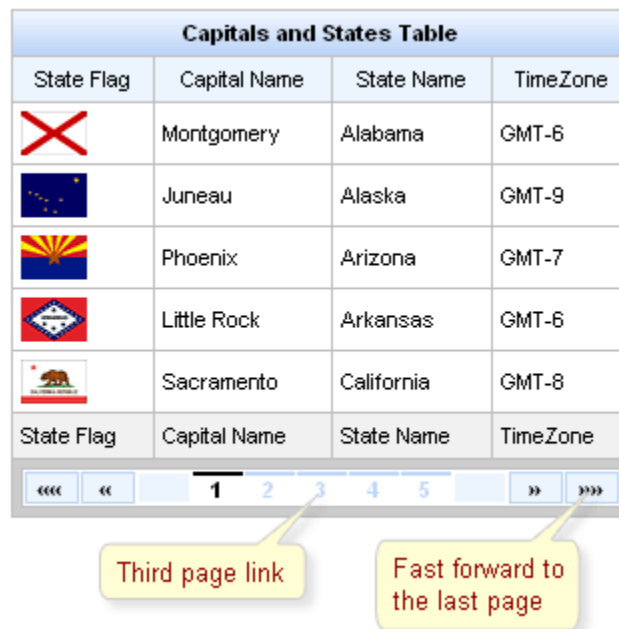 Capitals and States Table
State Flag Capital Name State Name TimeZone
Montgomery Alabama GMT-6
Juneau Alaska GMT-9
Phoenix Arizona GMT-7
Little Rock Arkansas GMT-6
Sacramento California GMT-8
State Flag Capital Name State Name TimeZone
«« « 1 2 3 4 5 » »»
Third page link
Fast forward to
the last page